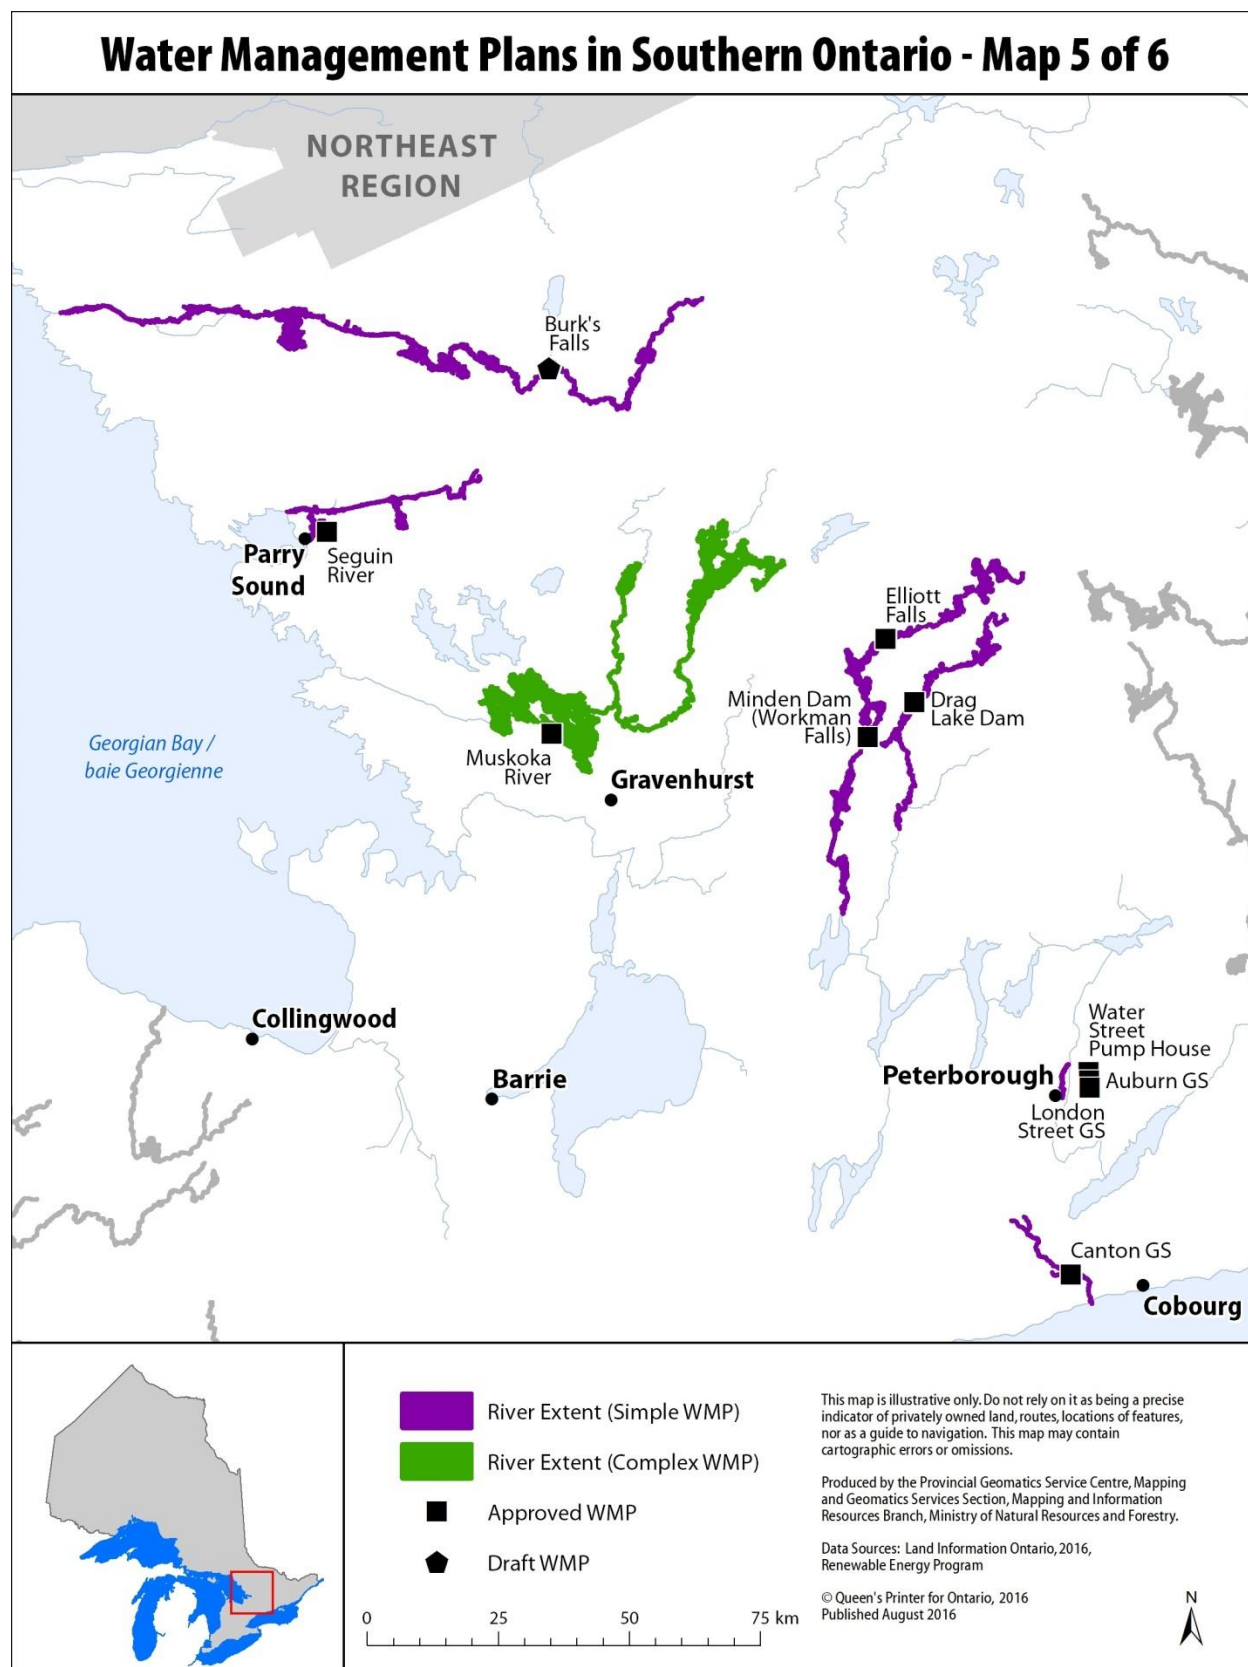 Water Management Plans in Southern Ontario - Map 5 of 6
NORTHEAST
REGION
Burk's
Falls
Parry
Sound
Seguin
River
Elliott
Falls
Minden Dam
(Workman
Falls)
Drag
Lake Dam
Georgian Bay /
baie Georgienne
Muskoka
River
Gravenhurst
Collingwood
Barrie
Water
Street
Pump House
Peterborough
Auburn GS
London
Street GS
Canton GS
Cobourg
River Extent (Simple WMP)
River Extent (Complex WMP)
Approved WMP
Draft WMP
0 25 50 75 km
This map is illustrative only. Do not rely on it as being a precise
indicator of privately owned land, routes, locations of features,
nor as a guide to navigation. This map may contain
cartographic errors or omissions.
Produced by the Provincial Geomatics Service Centre, Mapping
and Geomatics Services Section, Mapping and Information
Resources Branch, Ministry of Natural Resources and Forestry.
Data Sources: Land Information Ontario, 2016,
Renewable Energy Program
© Queen's Printer for Ontario, 2016
Published August 2016
N